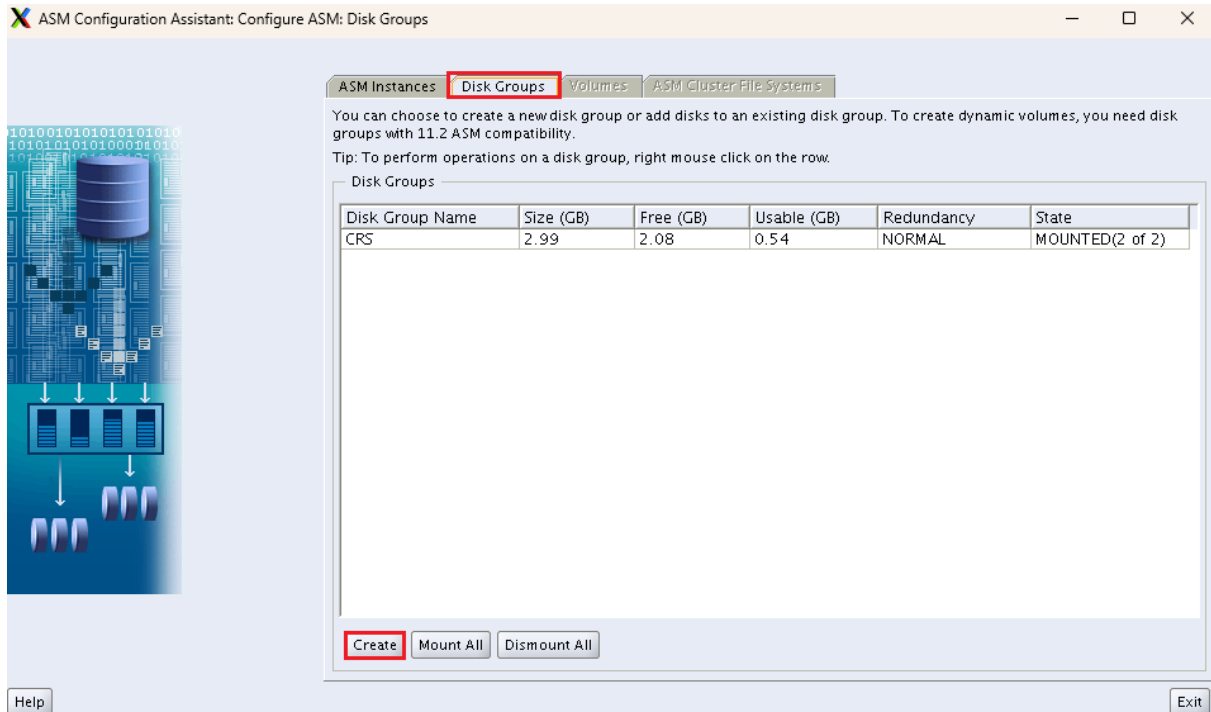 ASM Configuration Assistant: Configure ASM: Disk Groups
ASM Instances Disk Groups Volumes ASM Cluster File Systems
You can choose to create a new disk group or add disks to an existing disk group. To create dynamic volumes, you need disk
groups with 11.2 ASM compatibility.
Tip: To perform operations on a disk group, right mouse click on the row.
Disk Groups
Disk Group Name Size (GB) Free (GB) Usable (GB) Redundancy State
CRS 2.99 2.08 0.54 NORMAL MOUNTED(2 of 2)
Create Mount All Dismount All
Help Exit